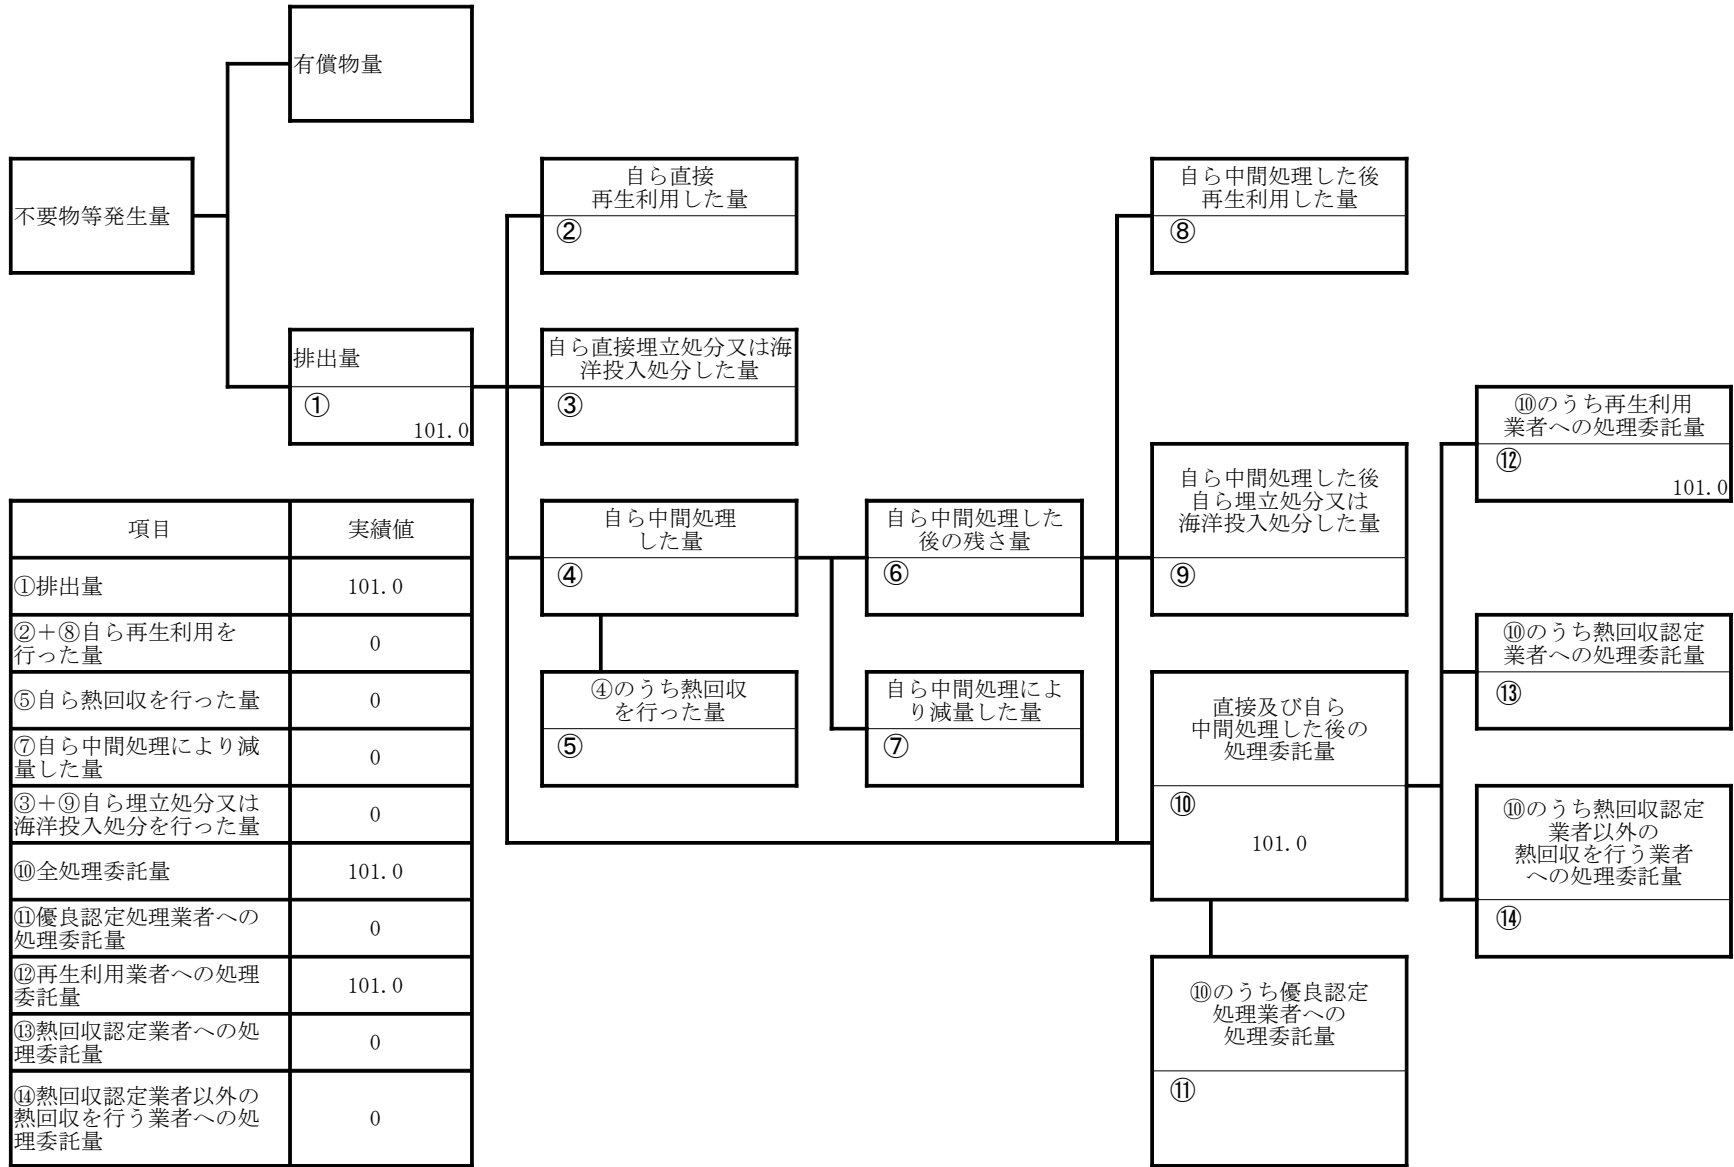 有償物量
不要物等発生量
自ら直接
再生利用した量
②
自ら中間処理した後
再生利用した量
⑧
排出量
①
101.0
自ら直接埋立処分又は海
洋投入処分した量
③
⑩のうち再生利用
業者への処理委託量
⑫
101.0
自ら中間処理
した量
④
自ら中間処理した
後の残さ量
⑥
自ら中間処理した後
自ら埋立処分又は
海洋投入処分した量
⑨
⑩のうち熱回収認定
業者への処理委託量
⑬
④のうち熱回収
を行った量
⑤
自ら中間処理によ
り減量した量
⑦
直接及び自ら
中間処理した後の
処理委託量
⑩
101.0
⑩のうち熱回収認定
業者以外の
熱回収を行う業者
への処理委託量
⑭
⑩のうち優良認定
処理業者への
処理委託量
⑪
項目 実績値
①排出量 101.0
②+⑧自ら再生利用を
行った量 0
⑤自ら熱回収を行った量 0
⑦自ら中間処理により減
量した量 0
③+⑨自ら埋立処分又は
海洋投入処分を行った量 0
⑩全処理委託量 101.0
⑪優良認定処理業者への
処理委託量 0
⑫再生利用業者への処理
委託量 101.0
⑬熱回収認定業者への処
理委託量 0
⑭熱回収認定業者以外の
熱回収を行う業者への処
理委託量 0